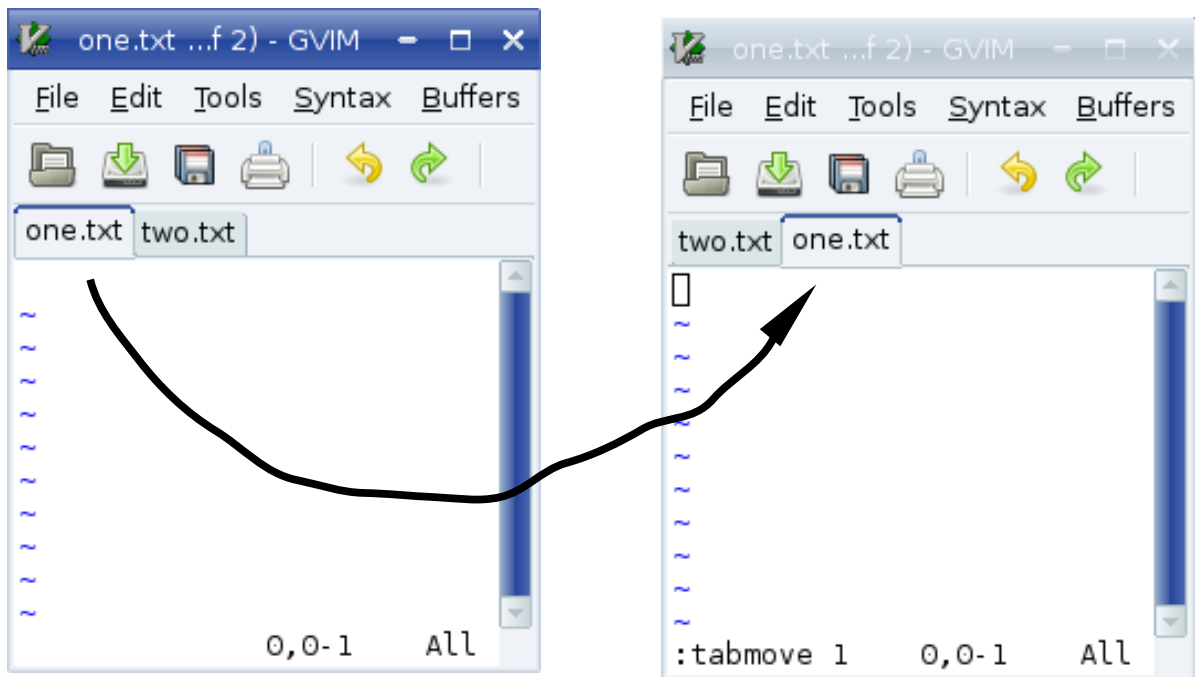 one.txt ...f 2) - GVIM
File Edit Tools Syntax Buffers
one.txt two.txt
~
~
~
~
~
~
~
~
~
~
0,0-1 All
one.txt ...f 2) - GVIM
File Edit Tools Syntax Buffers
two.txt one.txt
~
~
~
~
~
~
~
~
~
~
:tabmove 1 0,0-1 All